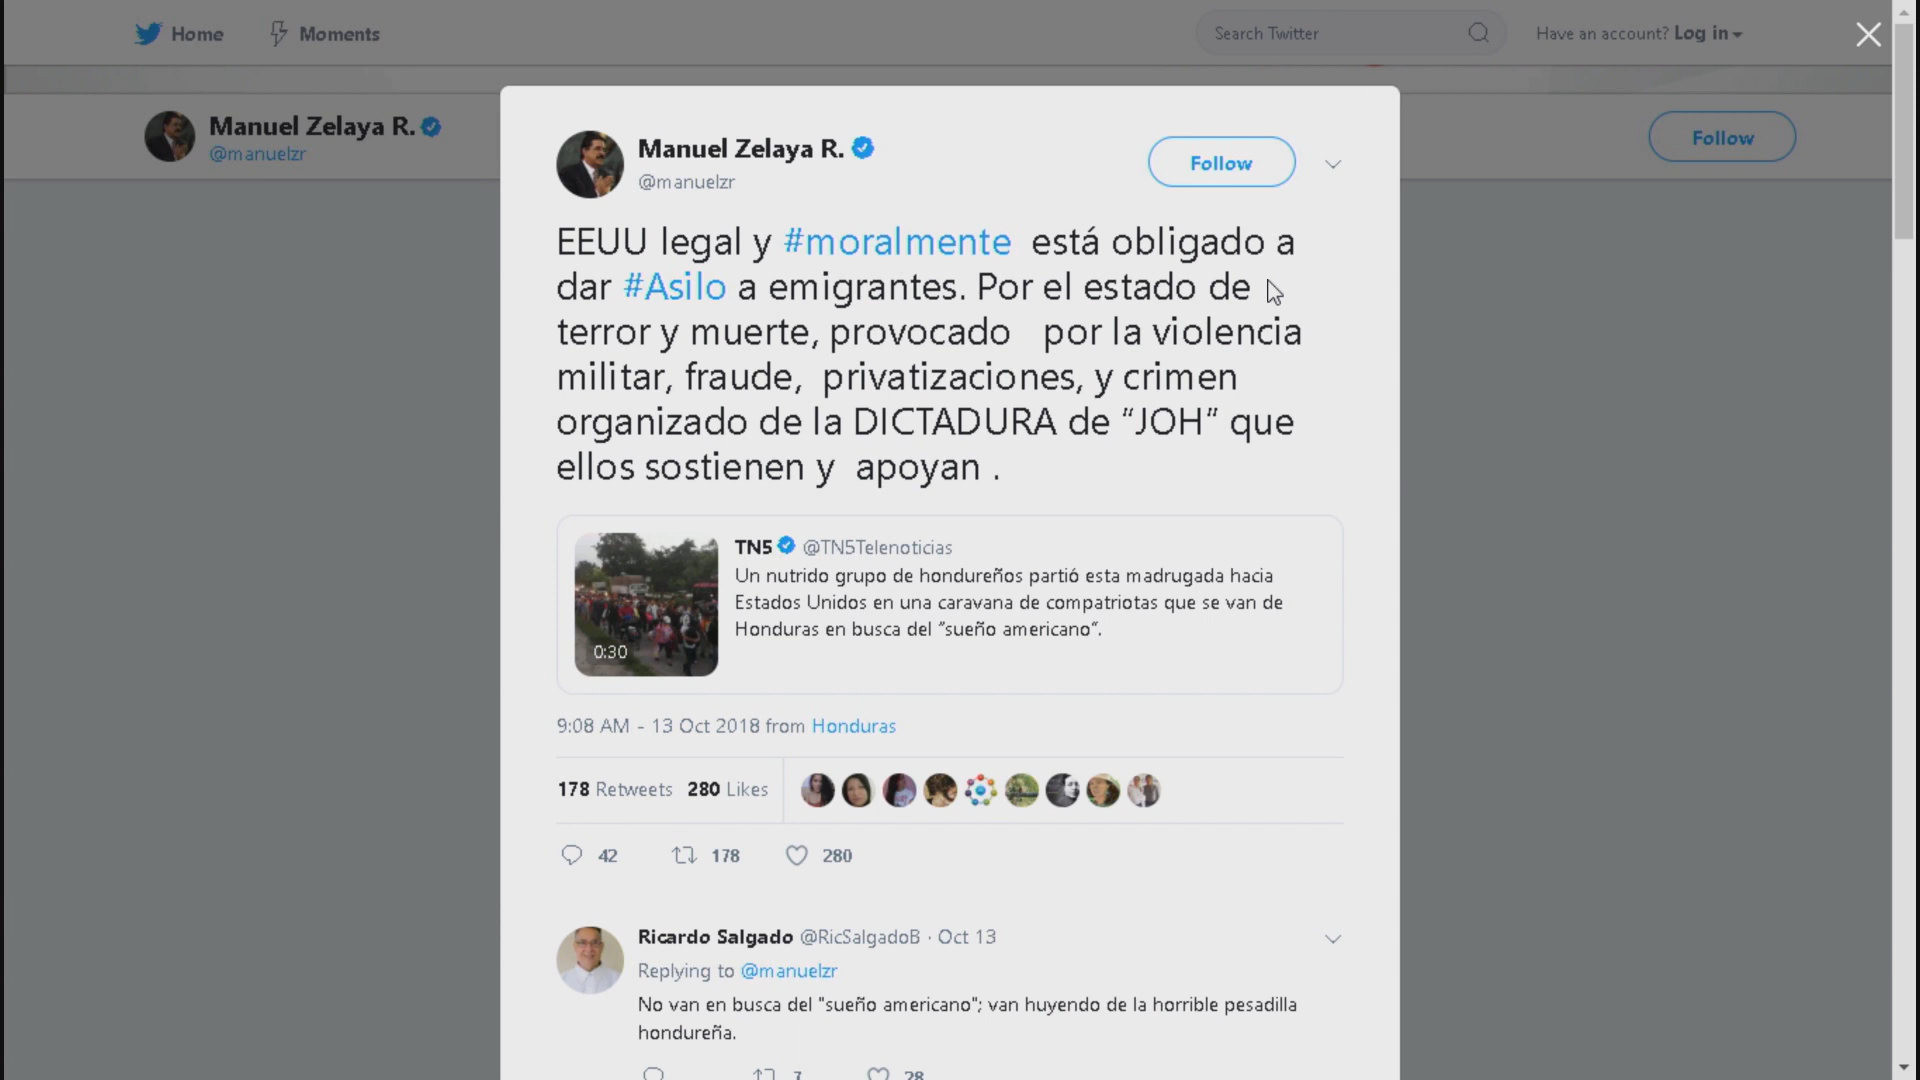 Home Moments Search Twitter Have an account? Log in
Manuel Zelaya R.
@manuelzr
Follow
Manuel Zelaya R.
@manuelzr
Follow
EEUU legal y #moralmente está obligado a
dar #Asilo a emigrantes. Por el estado de
terror y muerte, provocado por la violencia
militar, fraude, privatizaciones, y crimen
organizado de la DICTADURA de “JOH” que
ellos sostienen y apoyan .
TN5 @TN5Telenoticias
Un nutrido grupo de hondureños partió esta madrugada hacia
Estados Unidos en una caravana de compatriotas que se van de
Honduras en busca del “sueño americano”.
0:30
9:08 AM - 13 Oct 2018 from Honduras
178 Retweets 280 Likes
42 178 280
Ricardo Salgado @RicSalgadoB · Oct 13
Replying to @manuelzr
No van en busca del "sueño americano"; van huyendo de la horrible pesadilla
hondureña.
7 28